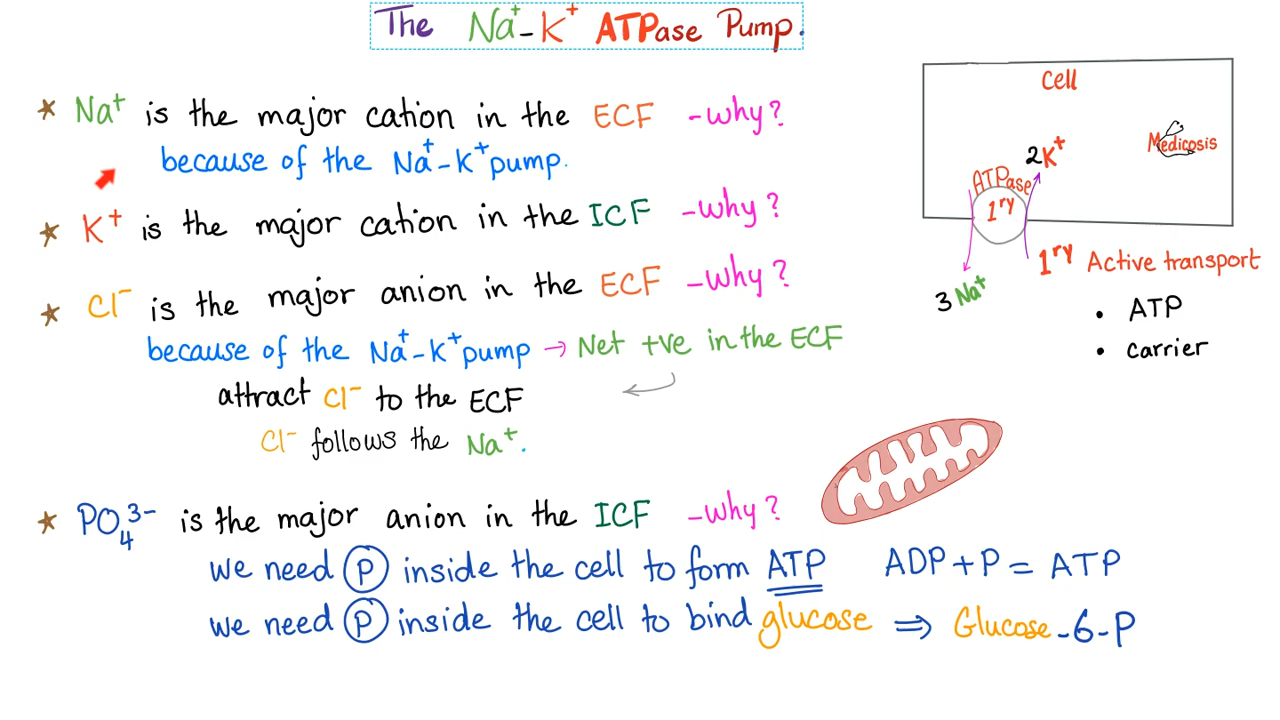 The Na+-K+ ATPase Pump.
* Na+ is the major cation in the ECF -why?
because of the Na+-K+ pump.
* K+ is the major cation in the ICF -why?
* Cl- is the major anion in the ECF -why?
because of the Na+-K+ pump → Net +ve in the ECF
attract Cl- to the ECF
Cl- follows the Na+.
* PO4 3- is the major anion in the ICF -why?
we need P inside the cell to form ATP ADP+P = ATP
we need P inside the cell to bind glucose ⇒ Glucose-6-P
Cell
Medicosis
2K+
ATPase
1ry
3 Na+
1ry Active transport
• ATP
• carrier